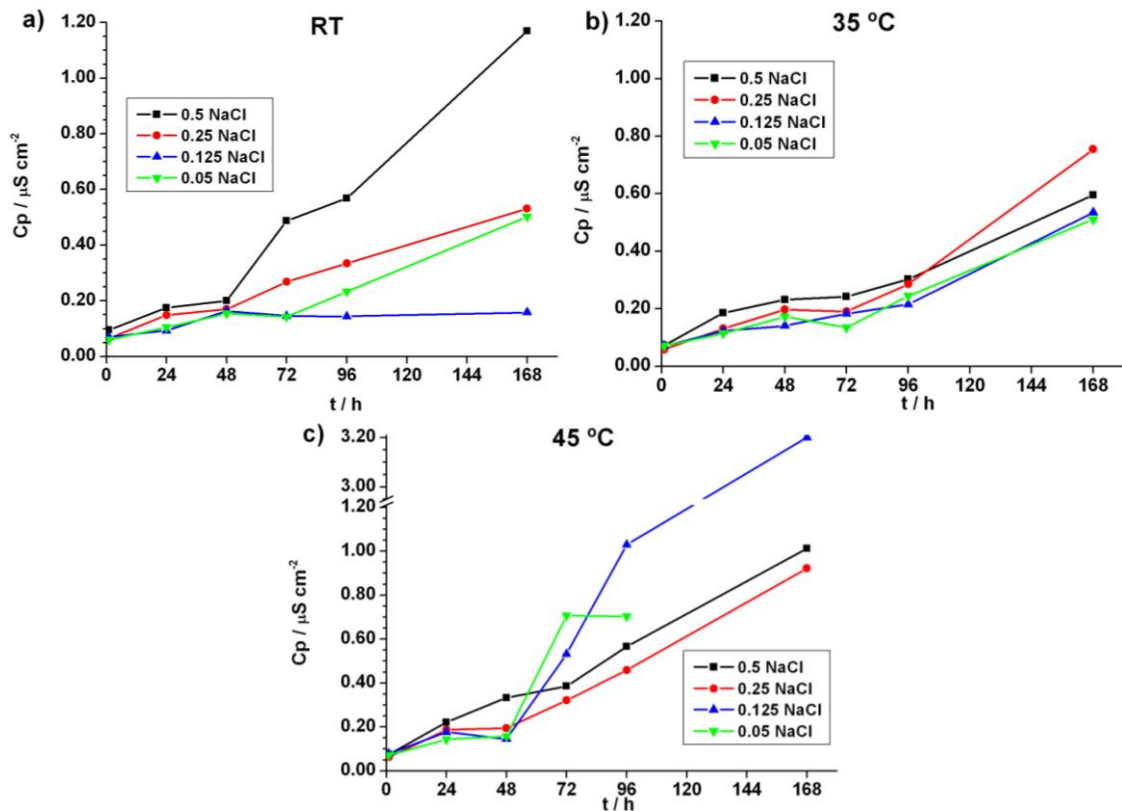 a)
RT
1.20
1.00
0.80
0.60
0.40
0.20
0.00
Cp / μS cm⁻²
0.5 NaCl
0.25 NaCl
0.125 NaCl
0.05 NaCl
0 24 48 72 96 120 144 168
t / h
b)
35 ºC
1.20
1.00
0.80
0.60
0.40
0.20
0.00
Cp / μS cm⁻²
0.5 NaCl
0.25 NaCl
0.125 NaCl
0.05 NaCl
0 24 48 72 96 120 144 168
t / h
c)
45 ºC
3.20
3.00
1.20
1.00
0.80
0.60
0.40
0.20
0.00
Cp / μS cm⁻²
0.5 NaCl
0.25 NaCl
0.125 NaCl
0.05 NaCl
0 24 48 72 96 120 144 168
t / h